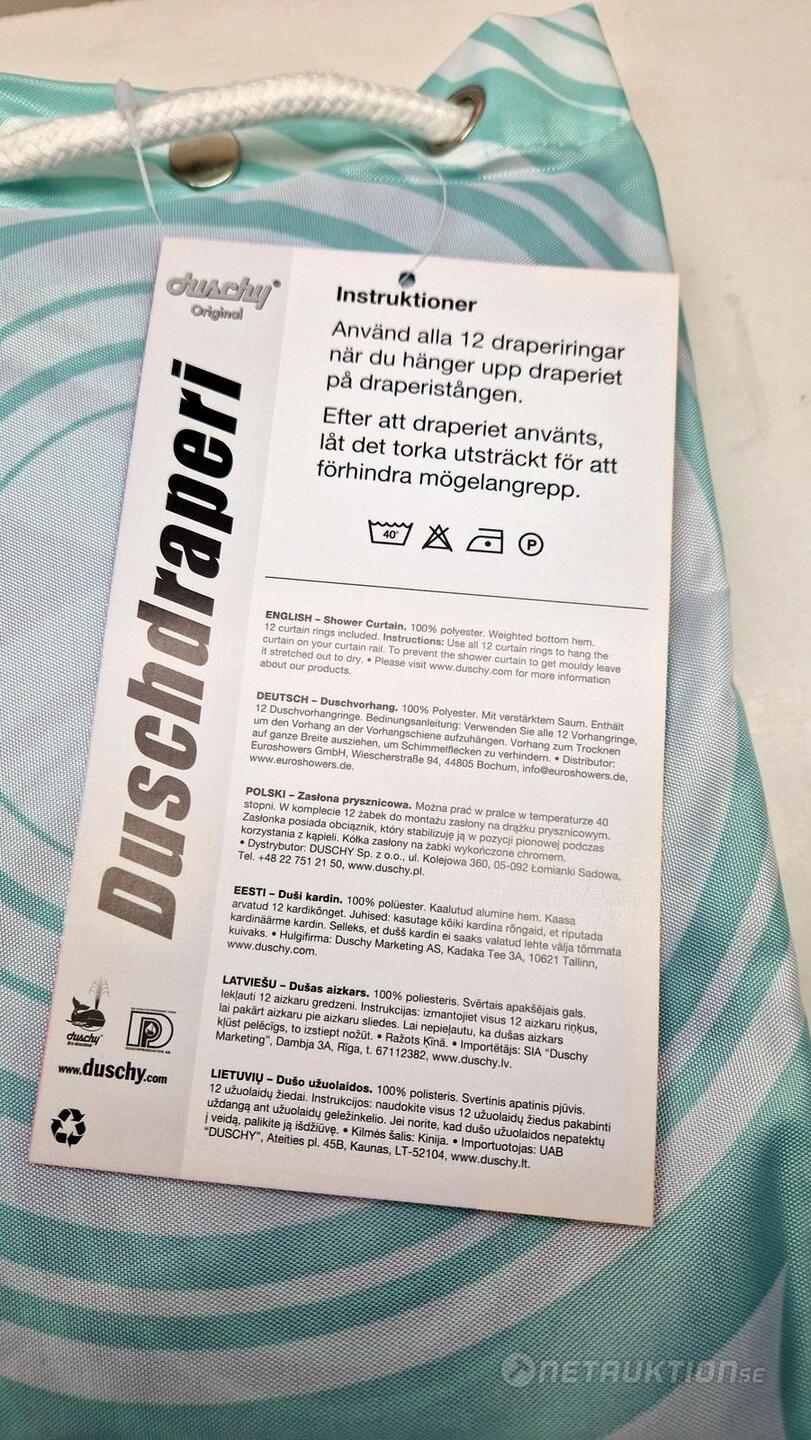 duschy®
Original
Duschdraperi
Instruktioner
Använd alla 12 draperiringar
när du hänger upp draperiet
på draperistången.
Efter att draperiet använts,
låt det torka utsträckt för att
förhindra mögelangrepp.
40°
P
ENGLISH – Shower Curtain. 100% polyester. Weighted bottom hem.
12 curtain rings included. Instructions: Use all 12 curtain rings to hang the
curtain on your curtain rail. To prevent the shower curtain to get mouldy leave
it stretched out to dry. • Please visit www.duschy.com for more information
about our products.
DEUTSCH – Duschvorhang. 100% Polyester. Mit verstärktem Saum. Enthält
12 Duschvorhangringe. Bedinungsanleitung: Verwenden Sie alle 12 Vorhangringe,
um den Vorhang an der Vorhangschiene aufzuhängen. Vorhang zum Trocknen
auf ganze Breite ausziehen, um Schimmelflecken zu verhindern. • Distributor:
Euroshowers GmbH, Wiescherstraße 94, 44805 Bochum, info@euroshowers.de,
www.euroshowers.de.
POLSKI – Zasłona prysznicowa. Można prać w pralce w temperaturze 40
stopni. W komplecie 12 żabek do montażu zasłony na drążku prysznicowym.
Zasłonka posiada obciąznik, który stabilizuję ją w pozycji pionowej podczas
korzystania z kąpieli. Kółka zasłony na żabki wykończone chromem.
• Dystrybutor: DUSCHY Sp. z o.o., ul. Kolejowa 360, 05-092 Łomianki Sadowa,
Tel. +48 22 751 21 50, www.duschy.pl.
EESTI – Duši kardin. 100% polüester. Kaalutud alumine hem. Kaasa
arvatud 12 kardikõnget. Juhised: kasutage kõiki kardina rõngaid, et riputada
kardinäärme kardin. Selleks, et dušš kardin ei saaks valatud lehte välja tõmmata
kuivaks. • Hulgifirma: Duschy Marketing AS, Kadaka Tee 3A, 10621 Tallinn,
www.duschy.com.
LATVIEŠU – Dušas aizkars. 100% poliesteris. Svērtais apakšējais gals.
Iekļauti 12 aizkaru gredzeni. Instrukcijas: izmantojiet visus 12 aizkaru riņķus,
lai pakārt aizkaru pie aizkaru sliedes. Lai nepieļautu, ka dušas aizkars
kļūst pelēcīgs, to izstiept nožūt. • Ražots Ķīnā. • Importētājs: SIA “Duschy
Marketing”, Dambja 3A, Rīga, t. 67112382, www.duschy.lv.
LIETUVIŲ – Dušo užuolaidos. 100% polisteris. Svertinis apatinis pjūvis.
12 užuolaidų žiedai. Instrukcijos: naudokite visus 12 užuolaidų žiedus pakabinti
uždangą ant užuolaidų geležinkelio. Jei norite, kad dušo užuolaidos nepatektų
į veidą, palikite ją išdžiūvę. • Kilmės šalis: Kinija. • Importuotojas: UAB
“DUSCHY”, Ateities pl. 45B, Kaunas, LT-52104, www.duschy.lt.
duschy
www.duschy.com
NETAUKTION.SE